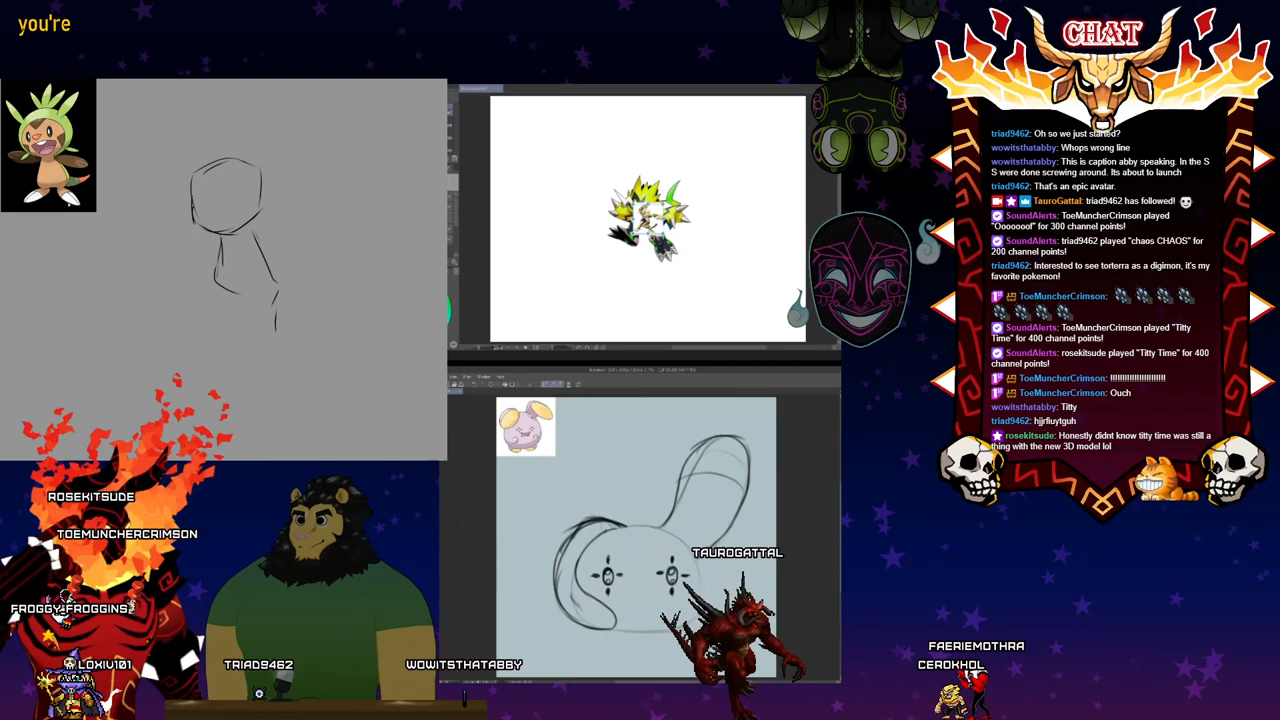 you're
CHAT
triad9462: Oh so we just started?
wowitsthatabby: Whops wrong line
wowitsthatabby: This is caption abby speaking. In the S
S were done screwing around. Its about to launch
triad9462: That's an epic avatar.
TauroGattal: triad9462 has followed!
SoundAlerts: ToeMuncherCrimson played
"Ooooooof" for 300 channel points!
SoundAlerts: triad9462 played "chaos CHAOS" for
200 channel points!
triad9462: Interested to see torterra as a digimon, it's my
favorite pokemon!
ToeMuncherCrimson:
SoundAlerts: ToeMuncherCrimson played "Titty
Time" for 400 channel points!
SoundAlerts: rosekitsude played "Titty Time" for 400
channel points!
ToeMuncherCrimson: !!!!!!!!!!!!!!!!!!!!!!!
ToeMuncherCrimson: Ouch
wowitsthatabby: Titty
triad9462: hjjrfiuytguh
rosekitsude: Honestly didnt know titty time was still a
thing with the new 3D model lol
ROSEKITSUDE
TOEMUNCHERCRIMSON
TAUROGATTAL
FROGGY_FROGGINS
LOXIV101
TRIAD9462
WOWITSTHATABBY
FAERIEMOTHRA
CEROKHOL